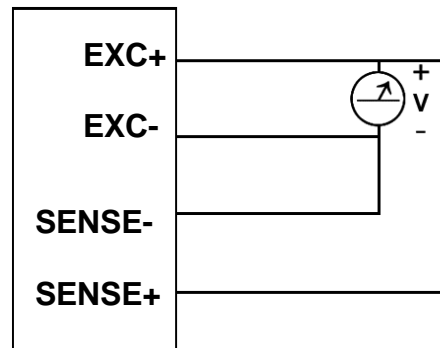 EXC+
+
V
-
EXC-
SENSE-
SENSE+